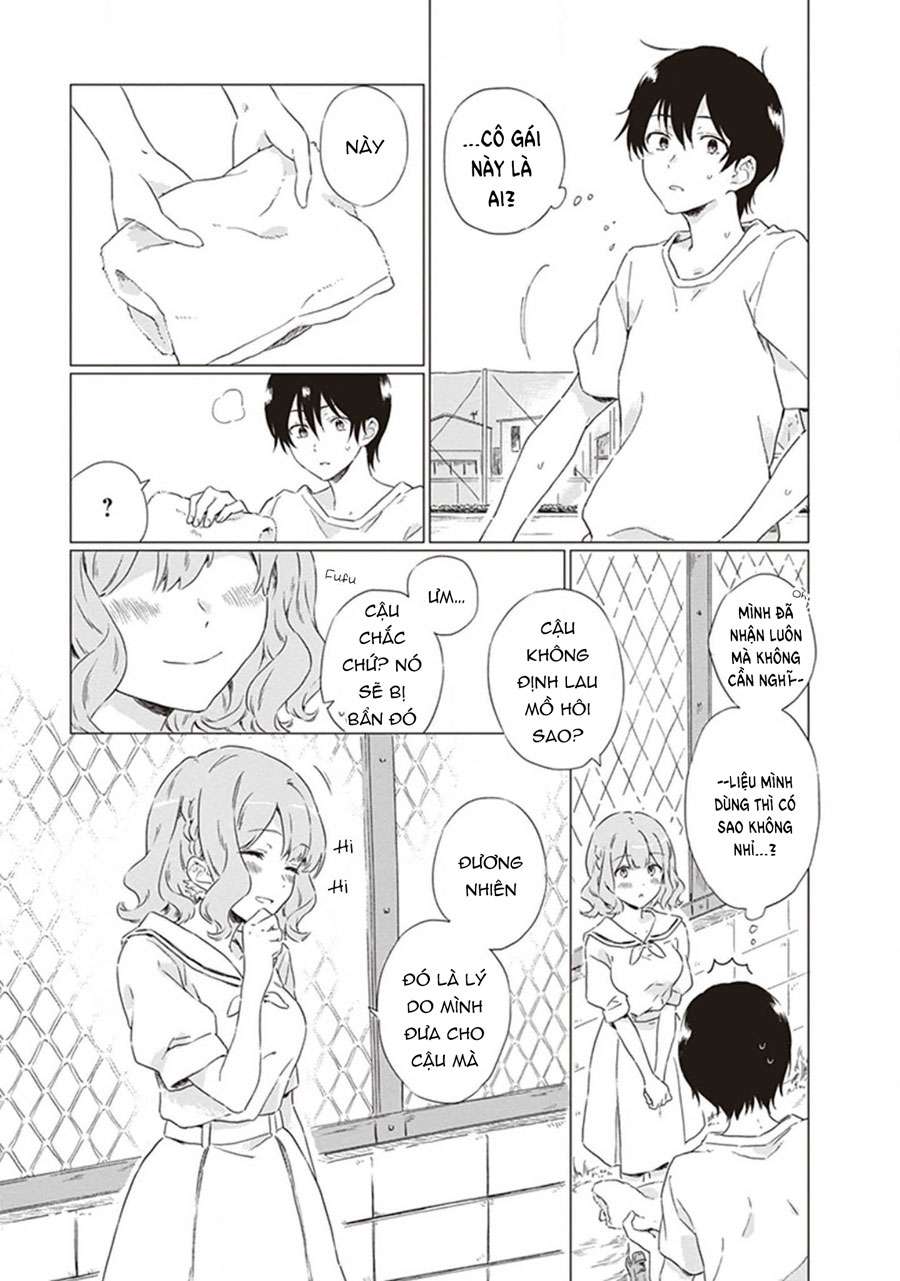 ...CÔ GÁI
NÀY LÀ
AI?
NÀY
?
Ơi
MÌNH ĐÃ
NHẬN LUÔN
MÀ KHÔNG
CẦN NGHĨ--
--LIỆU MÌNH
DÙNG THÌ CÓ
SAO KHÔNG
NHỈ...?
CẬU
KHÔNG
ĐỊNH LAU
MỒ HÔI
SAO?
ƯM...
CẬU
CHẮC
CHỨ? NÓ
SẼ BỊ
BẨN ĐÓ
Fufu
ĐƯƠNG
NHIÊN
ĐÓ LÀ LÝ
DO MÌNH
ĐƯA CHO
CẬU MÀ
Hi
Hi